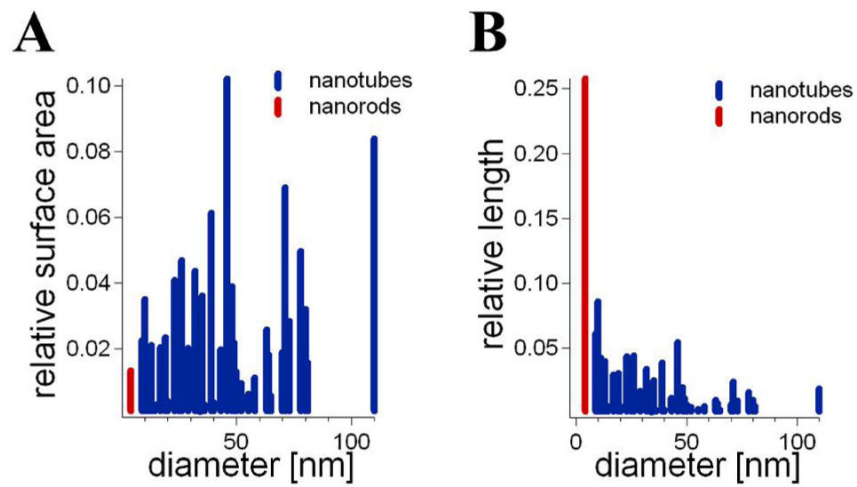 A
relative surface area
0.10
0.08
0.06
0.04
0.02
50
100
diameter [nm]
nanotubes
nanorods
B
relative length
0.25
0.20
0.15
0.10
0.05
0
50
100
diameter [nm]
nanotubes
nanorods